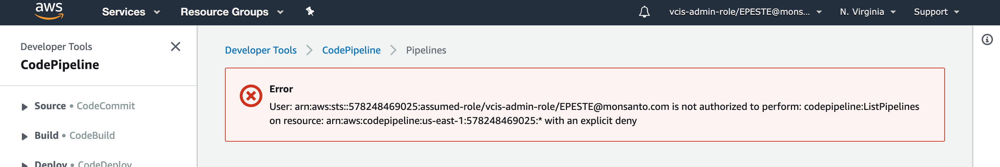 aws
Services
Resource Groups
vcis-admin-role/EPESTE@mons...
N. Virginia
Support
Developer Tools
CodePipeline
Source • CodeCommit
Build • CodeBuild
Deploy • CodeDeploy
Developer Tools
CodePipeline
Pipelines
Error
User: arn:aws:sts::578248469025:assumed-role/vcis-admin-role/EPESTE@monsanto.com is not authorized to perform: codepipeline:ListPipelines
on resource: arn:aws:codepipeline:us-east-1:578248469025:* with an explicit deny